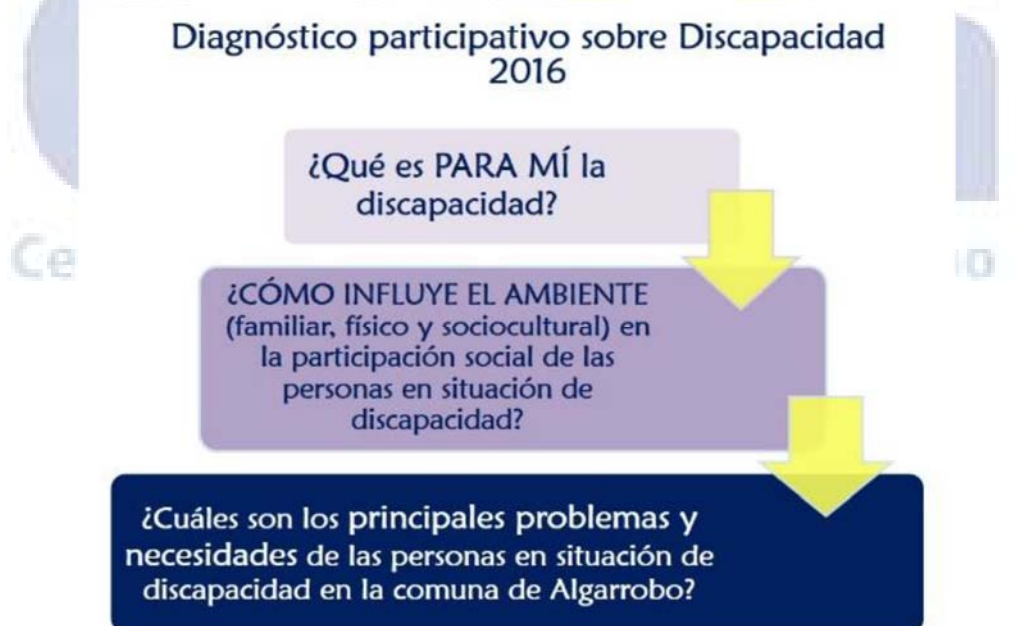 Diagnóstico participativo sobre Discapacidad
2016
¿Qué es PARA MÍ la
discapacidad?
¿CÓMO INFLUYE EL AMBIENTE
(familiar, físico y sociocultural) en
la participación social de las
personas en situación de
discapacidad?
¿Cuáles son los principales problemas y
necesidades de las personas en situación de
discapacidad en la comuna de Algarrobo?